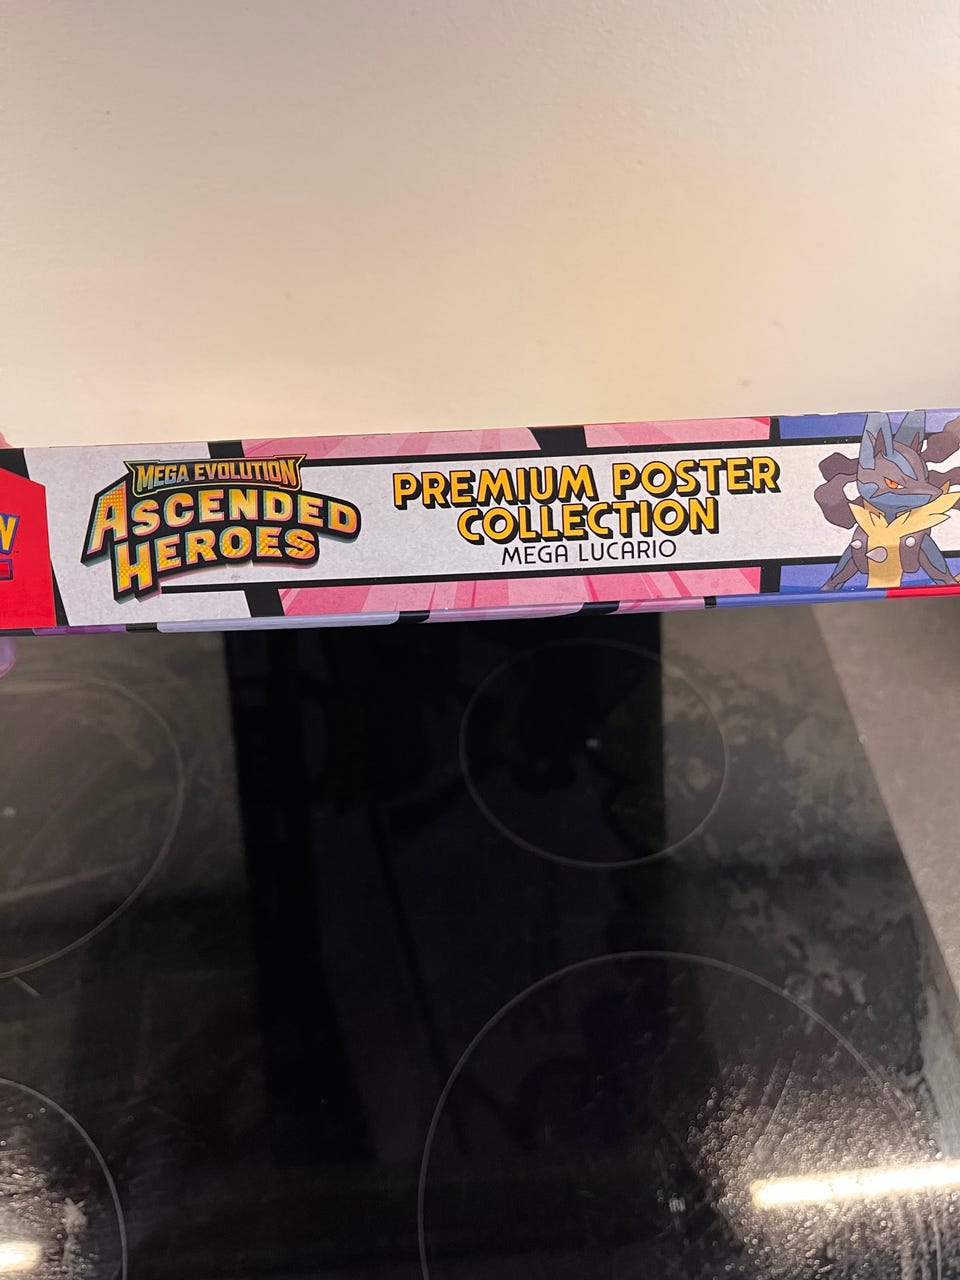 MEGA EVOLUTION
ASCENDED
HEROES
PREMIUM POSTER
COLLECTION
MEGA LUCARIO